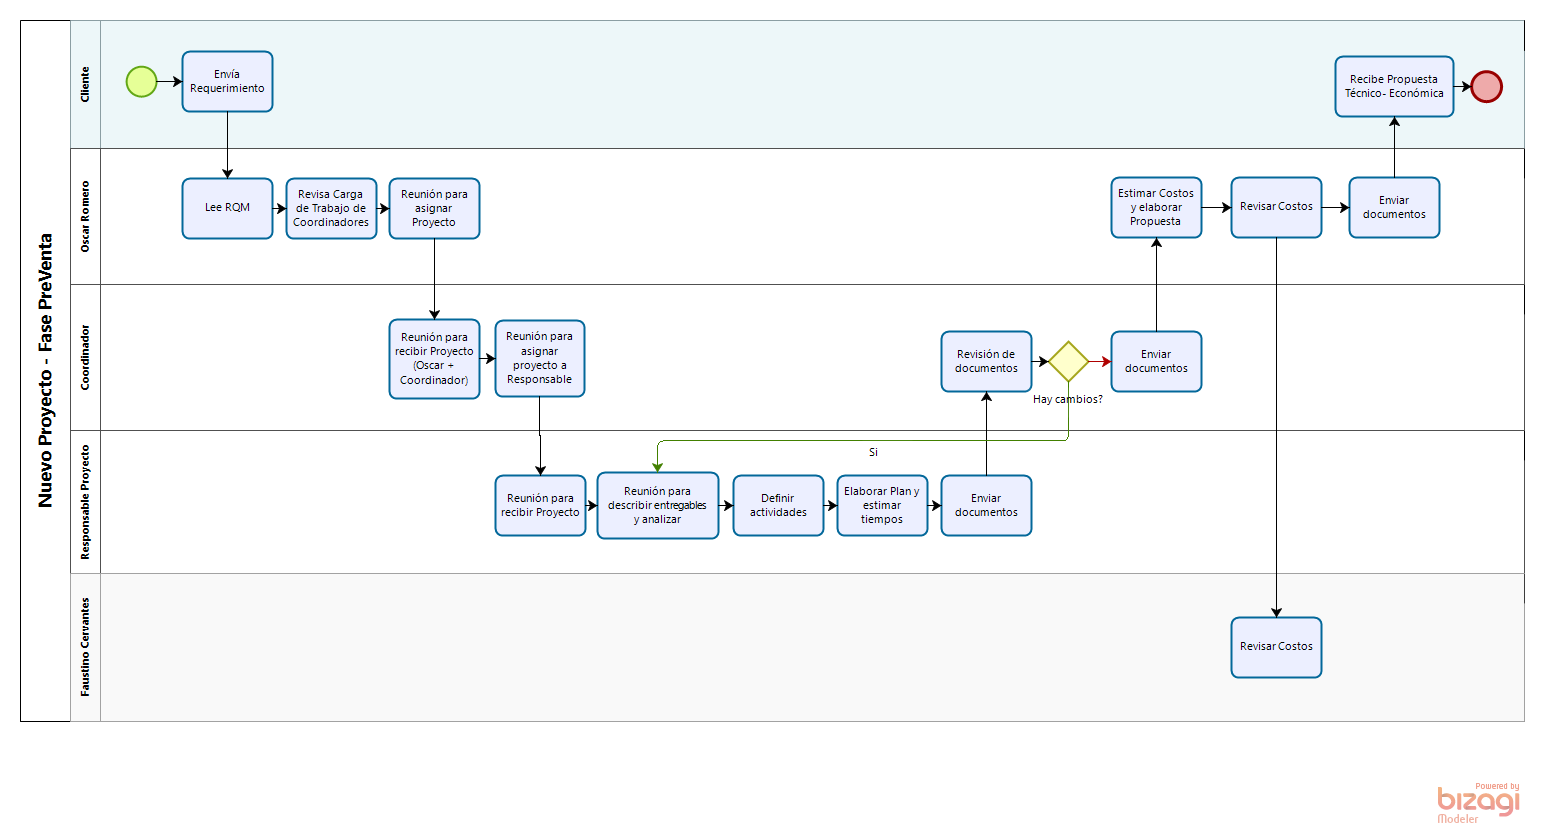 Nuevo Proyecto - Fase PreVenta
Cliente
Envía
Requerimiento
Recibe Propuesta
Técnico- Económica
Oscar Romero
Lee RQM
Revisa Carga
de Trabajo de
Coordinadores
Reunión para
asignar
Proyecto
Estimar Costos
y elaborar
Propuesta
Revisar Costos
Enviar
documentos
Coordinador
Reunión para
recibir Proyecto
(Oscar +
Coordinador)
Reunión para
asignar
proyecto a
Responsable
Revisión de
documentos
Hay cambios?
Enviar
documentos
Responsable Proyecto
Si
Reunión para
recibir Proyecto
Reunión para
describir entregables
y analizar
Definir
actividades
Elaborar Plan y
estimar
tiempos
Enviar
documentos
Faustino Cervantes
Revisar Costos
Powered by
bizagi
Modeler